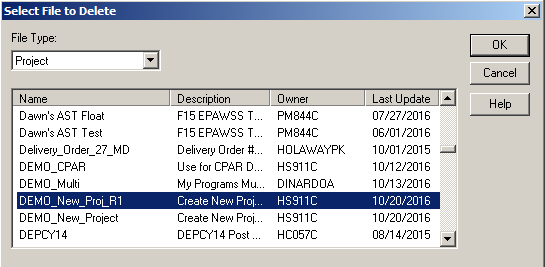 Select File to Delete
File Type:
Project
OK
Cancel
Help
Name Description Owner Last Update
Dawn's AST Float F15 EPAWSS T... PM844C 07/27/2016
Dawn's AST Test F15 EPAWSS T... PM844C 06/01/2016
Delivery_Order_27_MD Delivery Order #... HOLAWAYPK 10/01/2015
DEMO_CPAR Use for CPAR D... HS911C 10/12/2016
DEMO_Multi My Programs Mu... DINARDOA 10/13/2016
DEMO_New_Proj_R1 Create New Proj... HS911C 10/20/2016
DEMO_New_Project Create New Proj... HS911C 10/20/2016
DEPCY14 DEPCY14 Post ... HC057C 08/14/2015